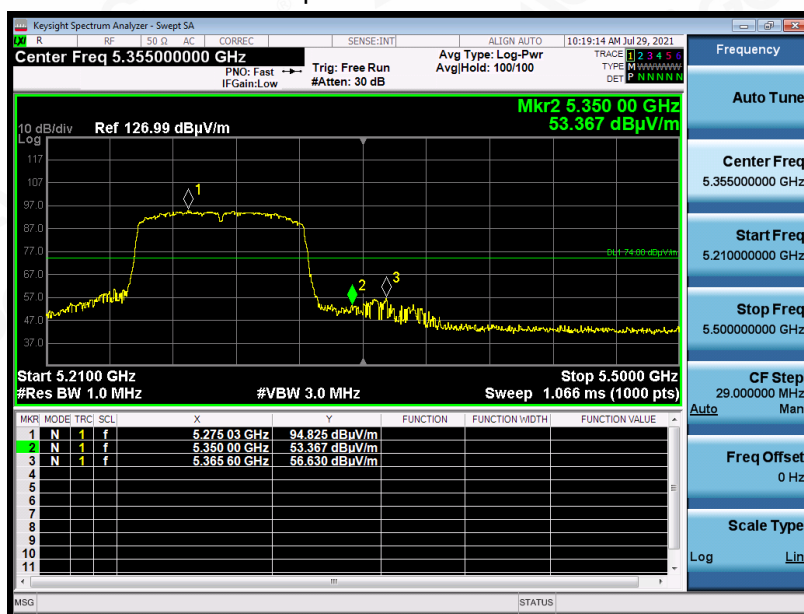 Keysight Spectrum Analyzer - Swept SA
LXI R RF 50 Ω AC CORREC SENSE:INT ALIGN AUTO 10:19:14 AM Jul 29, 2021
Center Freq 5.355000000 GHz
PNO: Fast
IFGain:Low
Trig: Free Run
#Atten: 30 dB
Avg Type: Log-Pwr
Avg|Hold: 100/100
TRACE 1 2 3 4 5 6
TYPE M WWWWW
DET P N N N N N
Mkr2 5.350 00 GHz
53.367 dBµV/m
10 dB/div Ref 126.99 dBµV/m
Log
117
107
97.0
87.0
77.0
67.0
57.0
47.0
37.0
1
2
3
DL1 74.00 dBµV/m
Start 5.2100 GHz Stop 5.5000 GHz
#Res BW 1.0 MHz #VBW 3.0 MHz Sweep 1.066 ms (1000 pts)
MKR MODE TRC SCL X Y FUNCTION FUNCTION WIDTH FUNCTION VALUE
1 N 1 f 5.275 03 GHz 94.825 dBµV/m
2 N 1 f 5.350 00 GHz 53.367 dBµV/m
3 N 1 f 5.365 60 GHz 56.630 dBµV/m
4
5
6
7
8
9
10
11
MSG STATUS
Frequency
Auto Tune
Center Freq
5.355000000 GHz
Start Freq
5.210000000 GHz
Stop Freq
5.500000000 GHz
CF Step
29.000000 MHz
Auto Man
Freq Offset
0 Hz
Scale Type
Log Lin